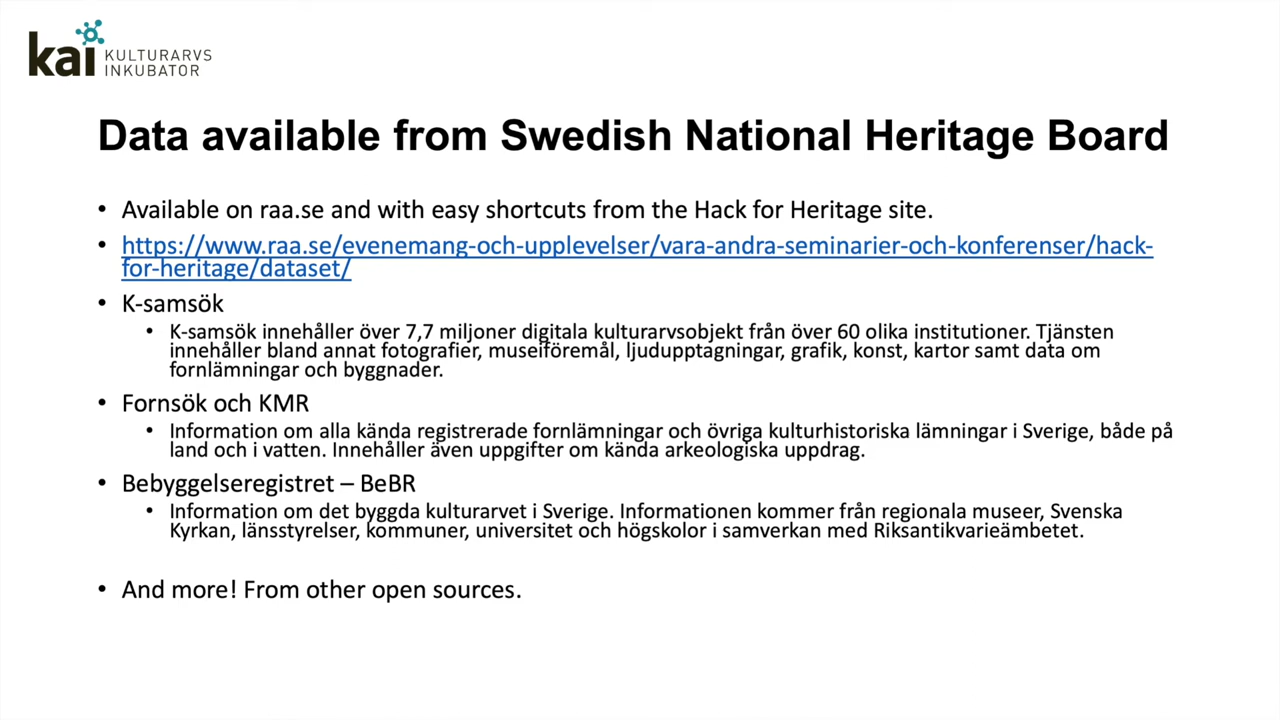 kai KULTURARVS
INKUBATOR
Data available from Swedish National Heritage Board
• Available on raa.se and with easy shortcuts from the Hack for Heritage site.
• https://www.raa.se/evenemang-och-upplevelser/vara-andra-seminarier-och-konferenser/hack-
for-heritage/dataset/
• K-samsök
• K-samsök innehåller över 7,7 miljoner digitala kulturarvsobjekt från över 60 olika institutioner. Tjänsten
innehåller bland annat fotografier, museiföremål, ljudupptagningar, grafik, konst, kartor samt data om
fornlämningar och byggnader.
• Fornsök och KMR
• Information om alla kända registrerade fornlämningar och övriga kulturhistoriska lämningar i Sverige, både på
land och i vatten. Innehåller även uppgifter om kända arkeologiska uppdrag.
• Bebyggelseregistret – BeBR
• Information om det byggda kulturarvet i Sverige. Informationen kommer från regionala museer, Svenska
Kyrkan, länsstyrelser, kommuner, universitet och högskolor i samverkan med Riksantikvarieämbetet.
• And more! From other open sources.